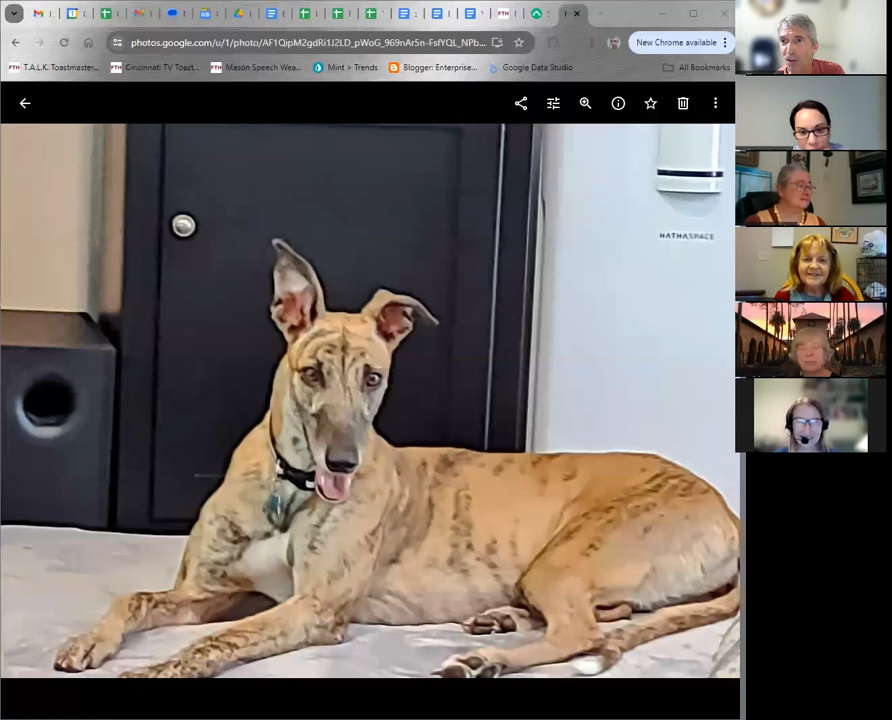 photos.google.com/u/1/photo/AF1QipM2gdRi1J2LD_pWoG_969nAr5n-FsfYQL_NPb...
New Chrome available
T.A.L.K. Toastmaster...
Cincinnati TV Toast...
Mason Speech Wea...
Mint > Trends
Blogger: Enterprise...
Google Data Studio
All Bookmarks
HATHASPACE